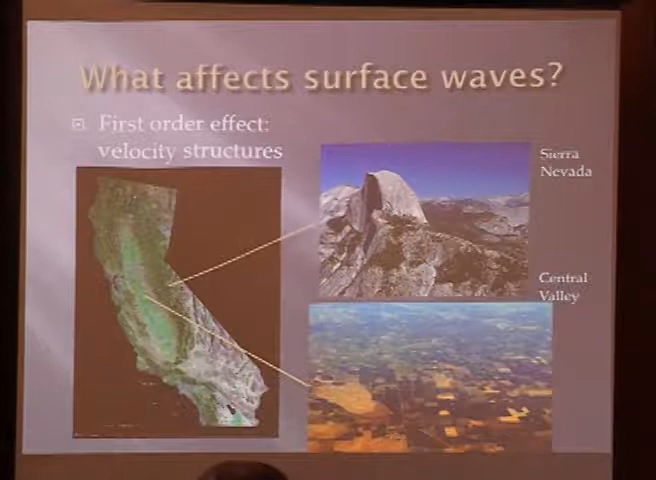 What affects surface waves?
First order effect:
velocity structures
Sierra
Nevada
Central
Valley